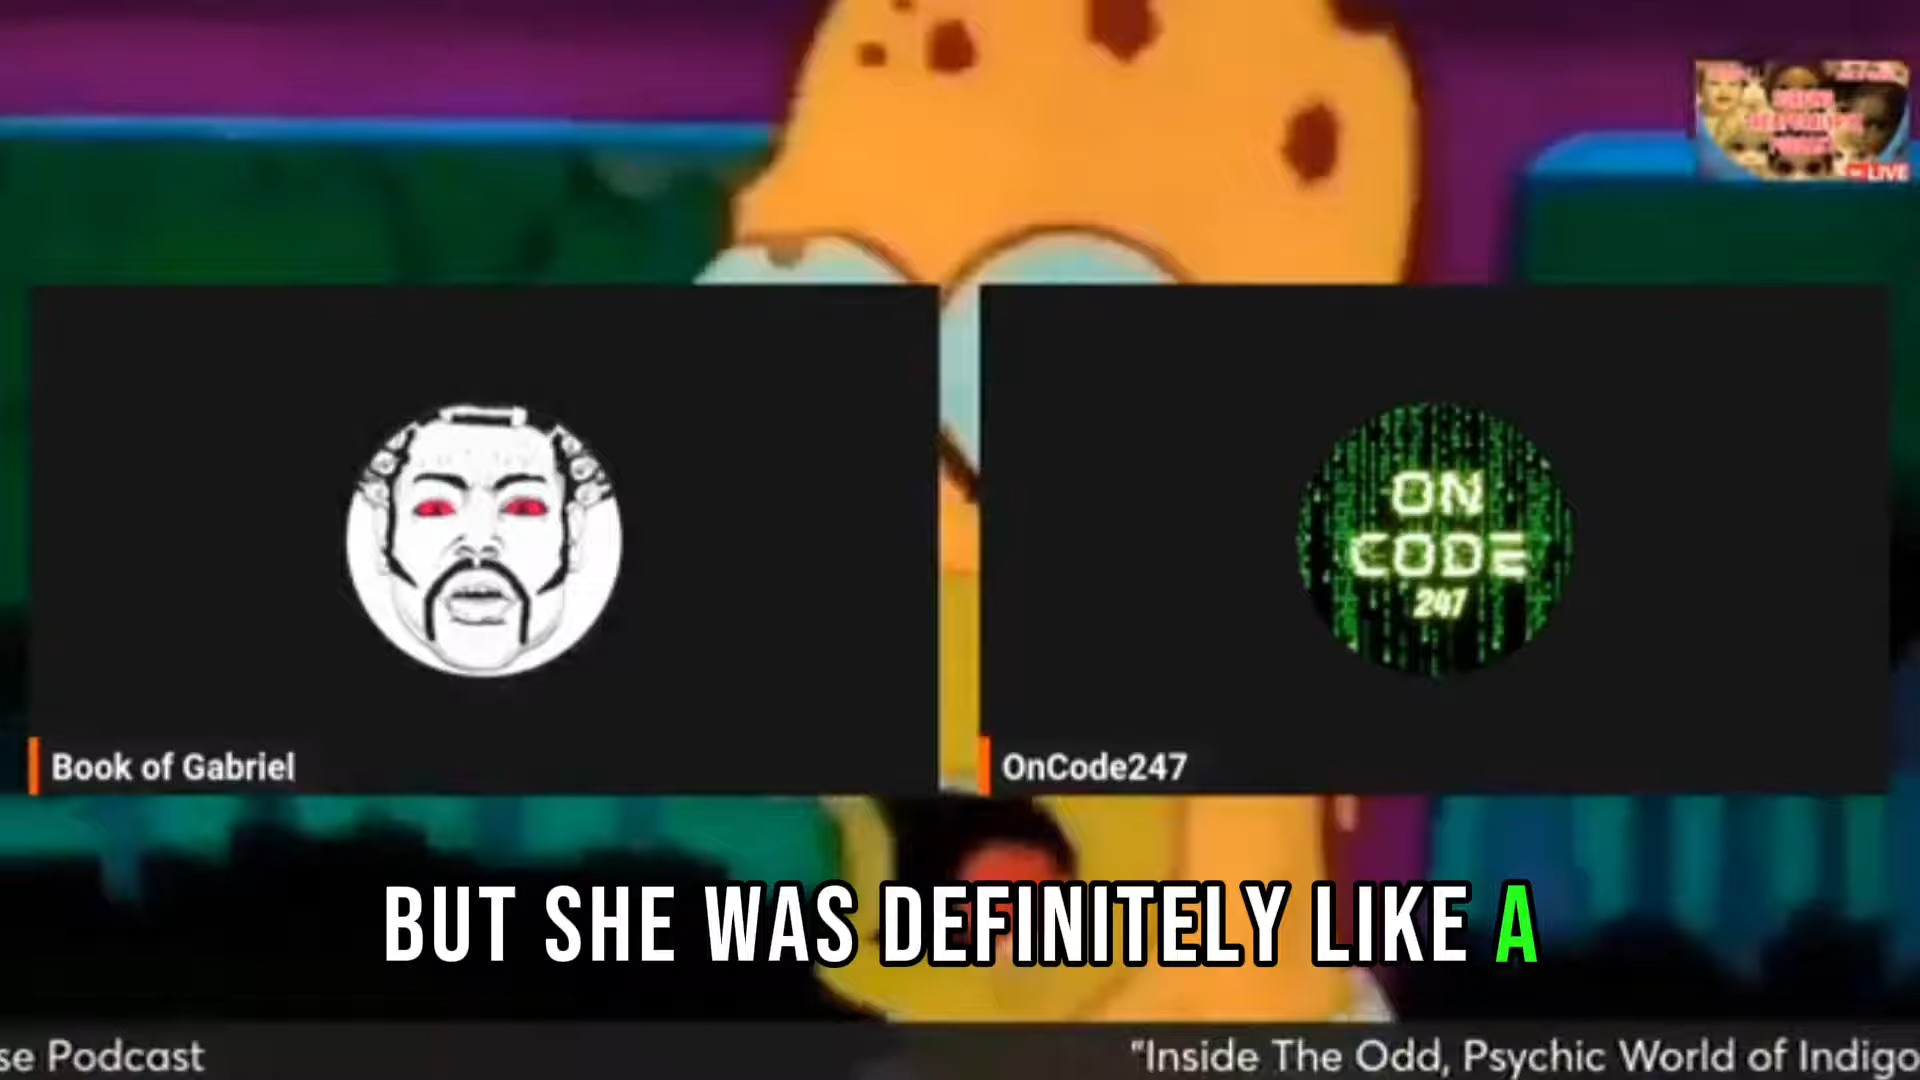 LIVE
ON
CODE
247
Book of Gabriel
OnCode247
BUT SHE WAS DEFINITELY LIKE A
se Podcast
"Inside The Odd, Psychic World of Indigo